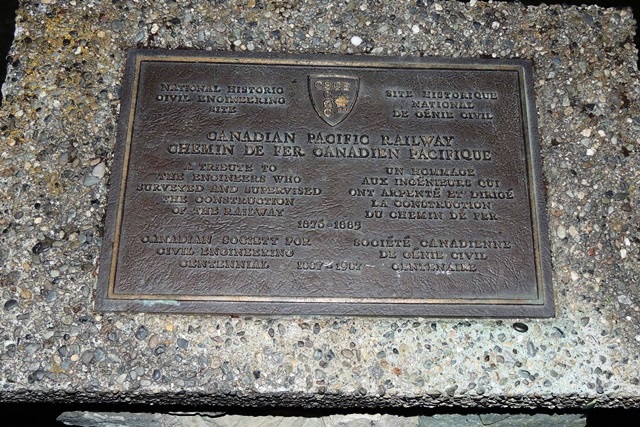 NATIONAL HISTORIC
CIVIL ENGINEERING
SITE
CSCE
SITE HISTORIQUE
NATIONAL
DE GÉNIE CIVIL
CANADIAN PACIFIC RAILWAY
CHEMIN DE FER CANADIEN PACIFIQUE
A TRIBUTE TO
THE ENGINEERS WHO
SURVEYED AND SUPERVISED
THE CONSTRUCTION
OF THE RAILWAY
UN HOMMAGE
AUX INGÉNIEURS QUI
ONT ARPENTÉ ET DIRIGÉ
LA CONSTRUCTION
DU CHEMIN DE FER
CANADIAN SOCIETY FOR
CIVIL ENGINEERING
CENTENNIAL 1887-1987
SOCIÉTÉ CANADIENNE
DE GÉNIE CIVIL
CENTENAIRE